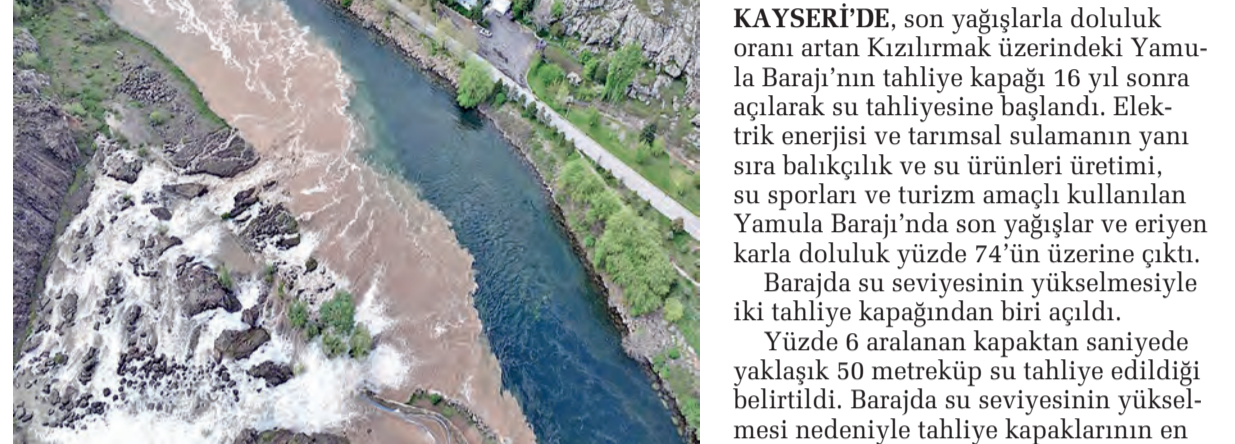 KAYSERİ’DE, son yağışlarla doluluk
oranı artan Kızılırmak üzerindeki Yamu-
la Barajı’nın tahliye kapağı 16 yıl sonra
açılarak su tahliyesine başlandı. Elek-
trik enerjisi ve tarımsal sulamanın yanı
sıra balıkçılık ve su ürünleri üretimi,
su sporları ve turizm amaçlı kullanılan
Yamula Barajı’nda son yağışlar ve eriyen
karla doluluk yüzde 74’ün üzerine çıktı.
Barajda su seviyesinin yükselmesiyle
iki tahliye kapağından biri açıldı.
Yüzde 6 aralanan kapaktan saniyede
yaklaşık 50 metreküp su tahliye edildiği
belirtildi. Barajda su seviyesinin yüksel-
mesi nedeniyle tahliye kapaklarının en